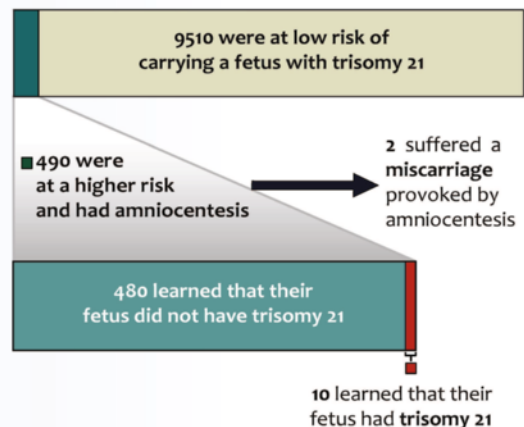 9510 were at low risk of
carrying a fetus with trisomy 21
490 were
at a higher risk
and had amniocentesis
2 suffered a
miscarriage
provoked by
amniocentesis
480 learned that their
fetus did not have trisomy 21
10 learned that their
fetus had trisomy 21